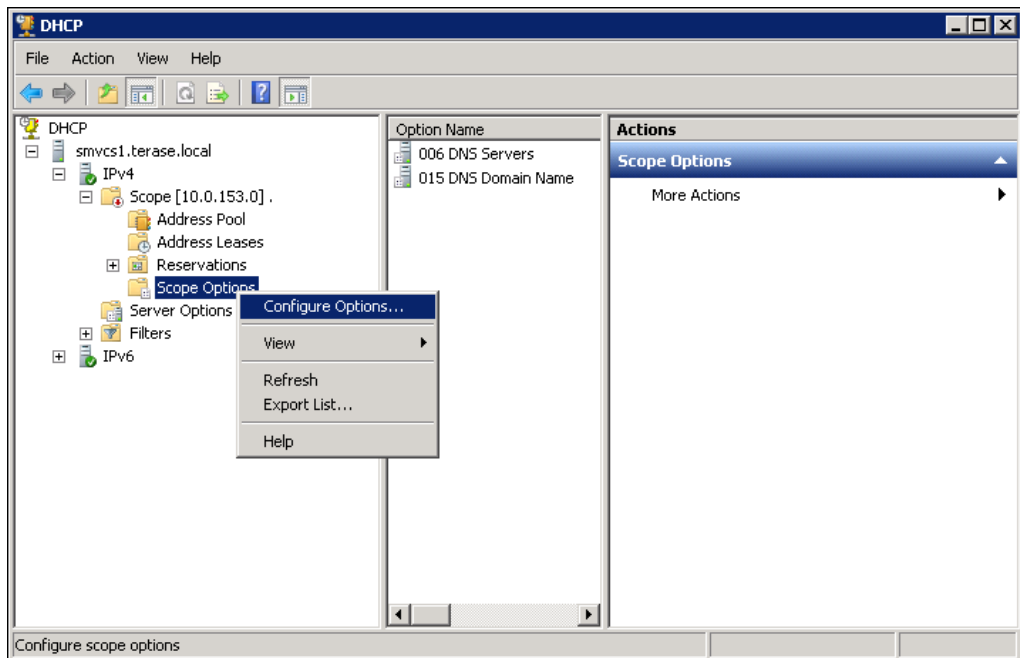 DHCP
File Action View Help
DHCP
smvcs1.terase.local
IPv4
Scope [10.0.153.0] .
Address Pool
Address Leases
Reservations
Scope Options
Server Options
Filters
IPv6
Configure Options...
View
Refresh
Export List...
Help
Option Name
006 DNS Servers
015 DNS Domain Name
Actions
Scope Options
More Actions
Configure scope options